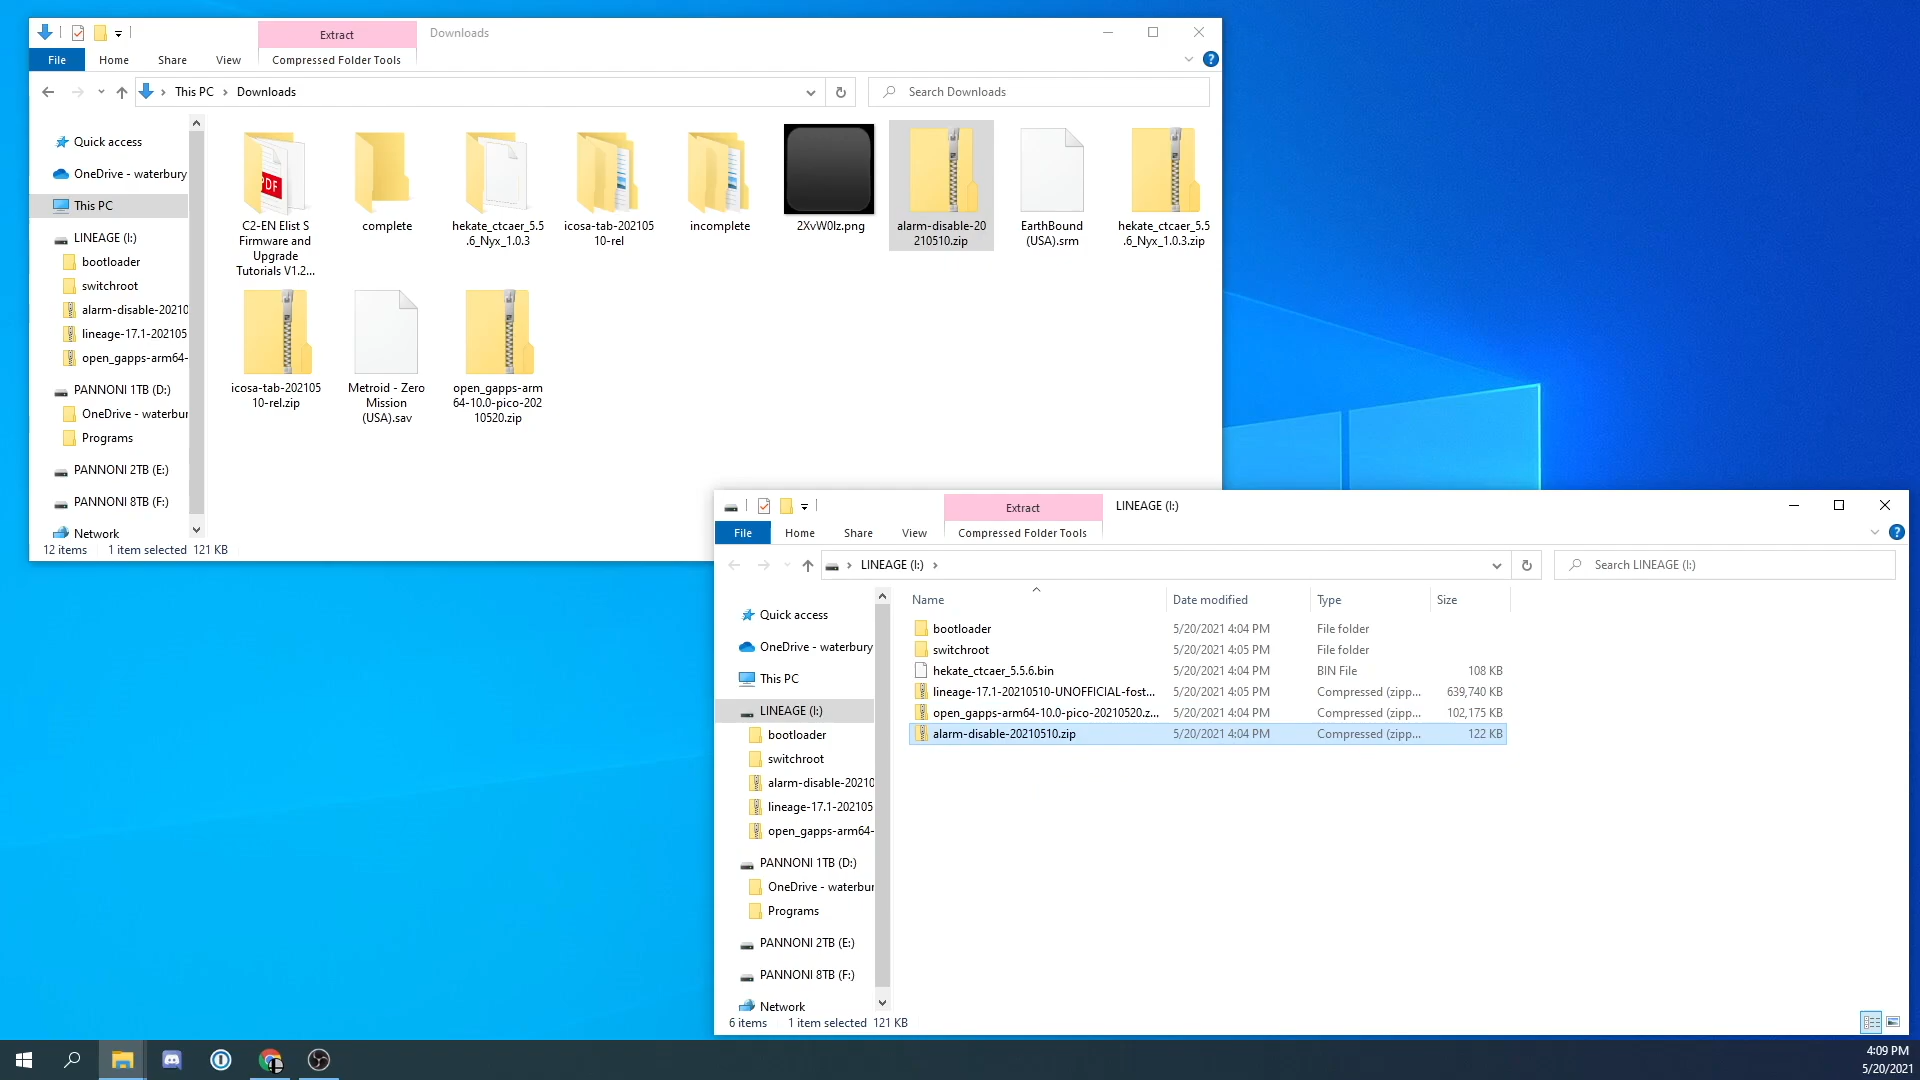 Extract
Downloads
File
Home
Share
View
Compressed Folder Tools
This PC
Downloads
Search Downloads
Quick access
OneDrive - waterbury
This PC
LINEAGE (I:)
bootloader
switchroot
alarm-disable-20210
lineage-17.1-202105
open_gapps-arm64-
PANNONI 1TB (D:)
OneDrive - waterbur
Programs
PANNONI 2TB (E:)
PANNONI 8TB (F:)
Network
PDF
C2-EN Elist S
Firmware and
Upgrade
Tutorials V1.2...
complete
hekate_ctcaer_5.5
.6_Nyx_1.0.3
icosa-tab-202105
10-rel
incomplete
2XvW0lz.png
alarm-disable-20
210510.zip
EarthBound
(USA).srm
hekate_ctcaer_5.5
.6_Nyx_1.0.3.zip
icosa-tab-202105
10-rel.zip
Metroid - Zero
Mission
(USA).sav
open_gapps-arm
64-10.0-pico-202
10520.zip
12 items
1 item selected 121 KB
Extract
LINEAGE (I:)
File
Home
Share
View
Compressed Folder Tools
LINEAGE (I:)
Search LINEAGE (I:)
Quick access
OneDrive - waterbury
This PC
LINEAGE (I:)
bootloader
switchroot
alarm-disable-20210
lineage-17.1-202105
open_gapps-arm64-
PANNONI 1TB (D:)
OneDrive - waterbur
Programs
PANNONI 2TB (E:)
PANNONI 8TB (F:)
Network
Name Date modified Type Size
bootloader 5/20/2021 4:04 PM File folder
switchroot 5/20/2021 4:05 PM File folder
hekate_ctcaer_5.5.6.bin 5/20/2021 4:04 PM BIN File 108 KB
lineage-17.1-20210510-UNOFFICIAL-fost... 5/20/2021 4:05 PM Compressed (zipp... 639,740 KB
open_gapps-arm64-10.0-pico-20210520.z... 5/20/2021 4:04 PM Compressed (zipp... 102,175 KB
alarm-disable-20210510.zip 5/20/2021 4:04 PM Compressed (zipp... 122 KB
6 items
1 item selected 121 KB
4:09 PM
5/20/2021